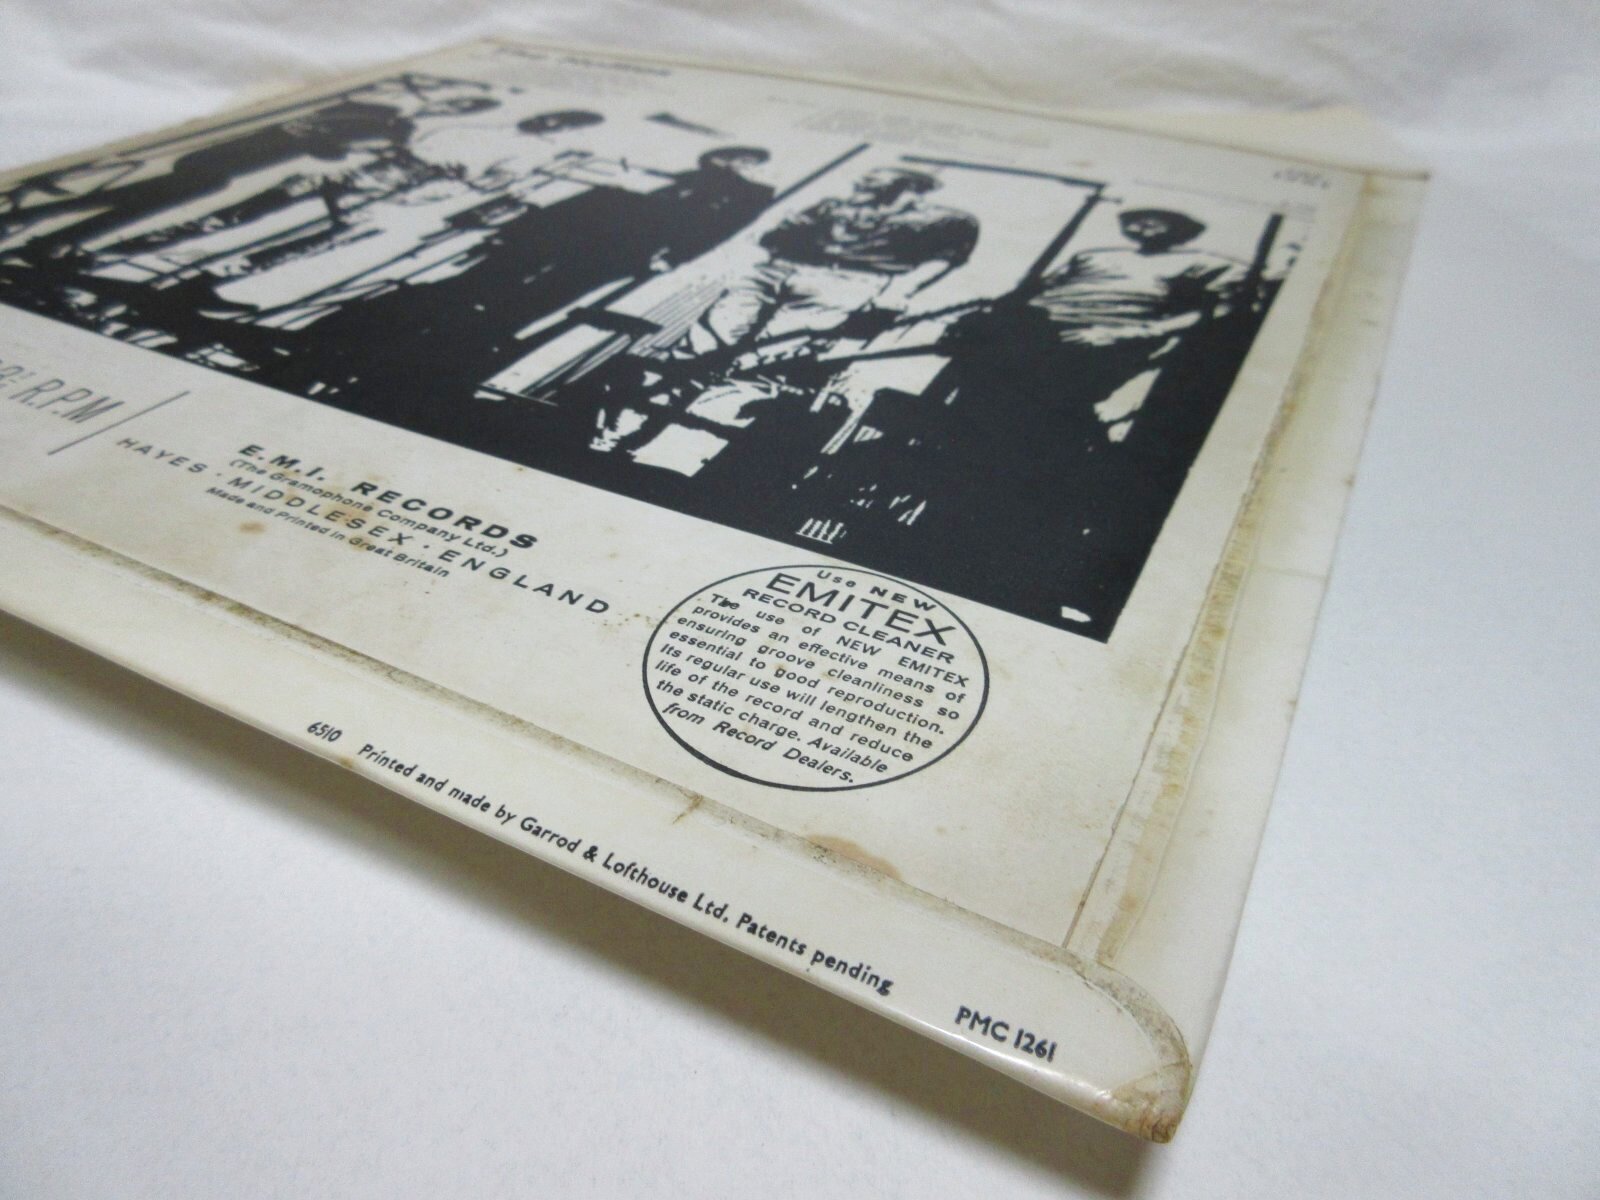 R.P.M
E.M.I. RECORDS
(The Gramophone Company Ltd.)
HAYES · MIDDLESEX · ENGLAND
Made and Printed in Great Britain
Use NEW
EMITEX
RECORD CLEANER
The use of NEW EMITEX
provides an effective means of
ensuring groove cleanliness so
essential to good reproduction.
Its regular use will lengthen the
life of the record and reduce
the static charge. Available
from Record Dealers.
6510 Printed and made by Garrod & Lofthouse Ltd. Patents pending PMC 1261